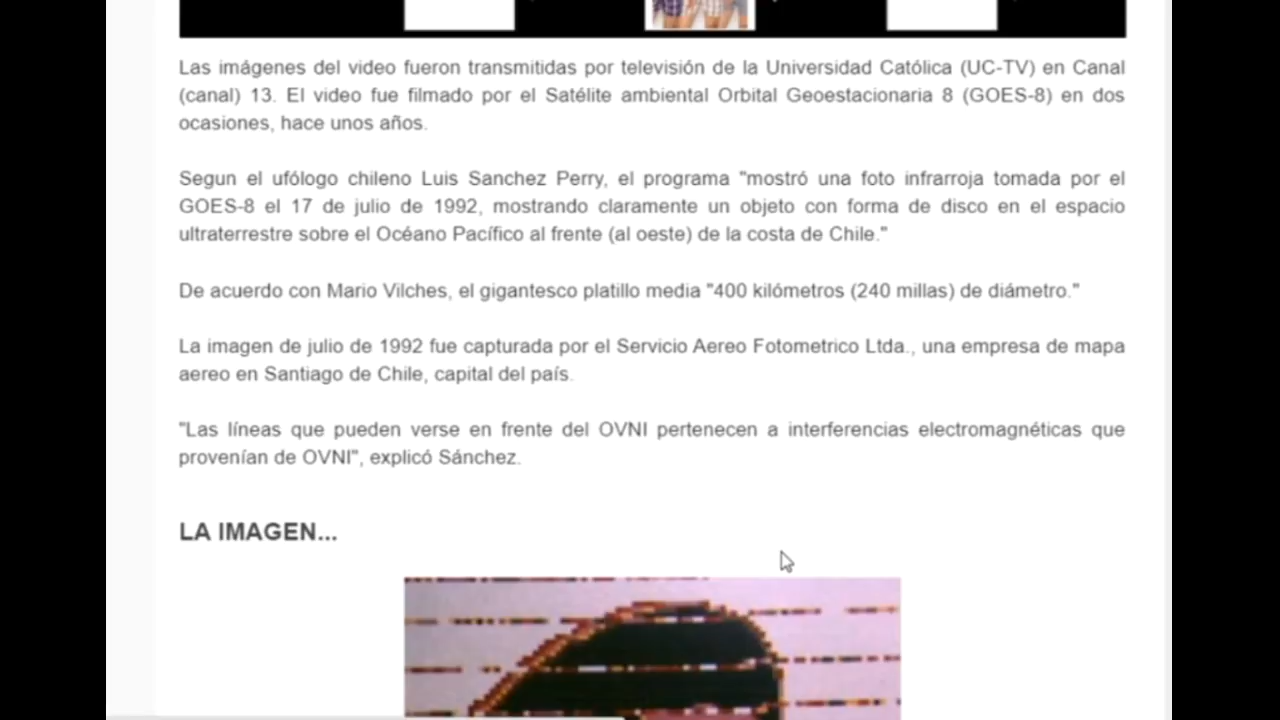 Las imágenes del video fueron transmitidas por televisión de la Universidad Católica (UC-TV) en Canal
(canal) 13. El video fue filmado por el Satélite ambiental Orbital Geoestacionaria 8 (GOES-8) en dos
ocasiones, hace unos años.
Segun el ufólogo chileno Luis Sanchez Perry, el programa "mostró una foto infrarroja tomada por el
GOES-8 el 17 de julio de 1992, mostrando claramente un objeto con forma de disco en el espacio
ultraterrestre sobre el Océano Pacífico al frente (al oeste) de la costa de Chile."
De acuerdo con Mario Vilches, el gigantesco platillo media "400 kilómetros (240 millas) de diámetro."
La imagen de julio de 1992 fue capturada por el Servicio Aereo Fotometrico Ltda., una empresa de mapa
aereo en Santiago de Chile, capital del país.
"Las líneas que pueden verse en frente del OVNI pertenecen a interferencias electromagnéticas que
provenían de OVNI", explicó Sánchez.
LA IMAGEN...